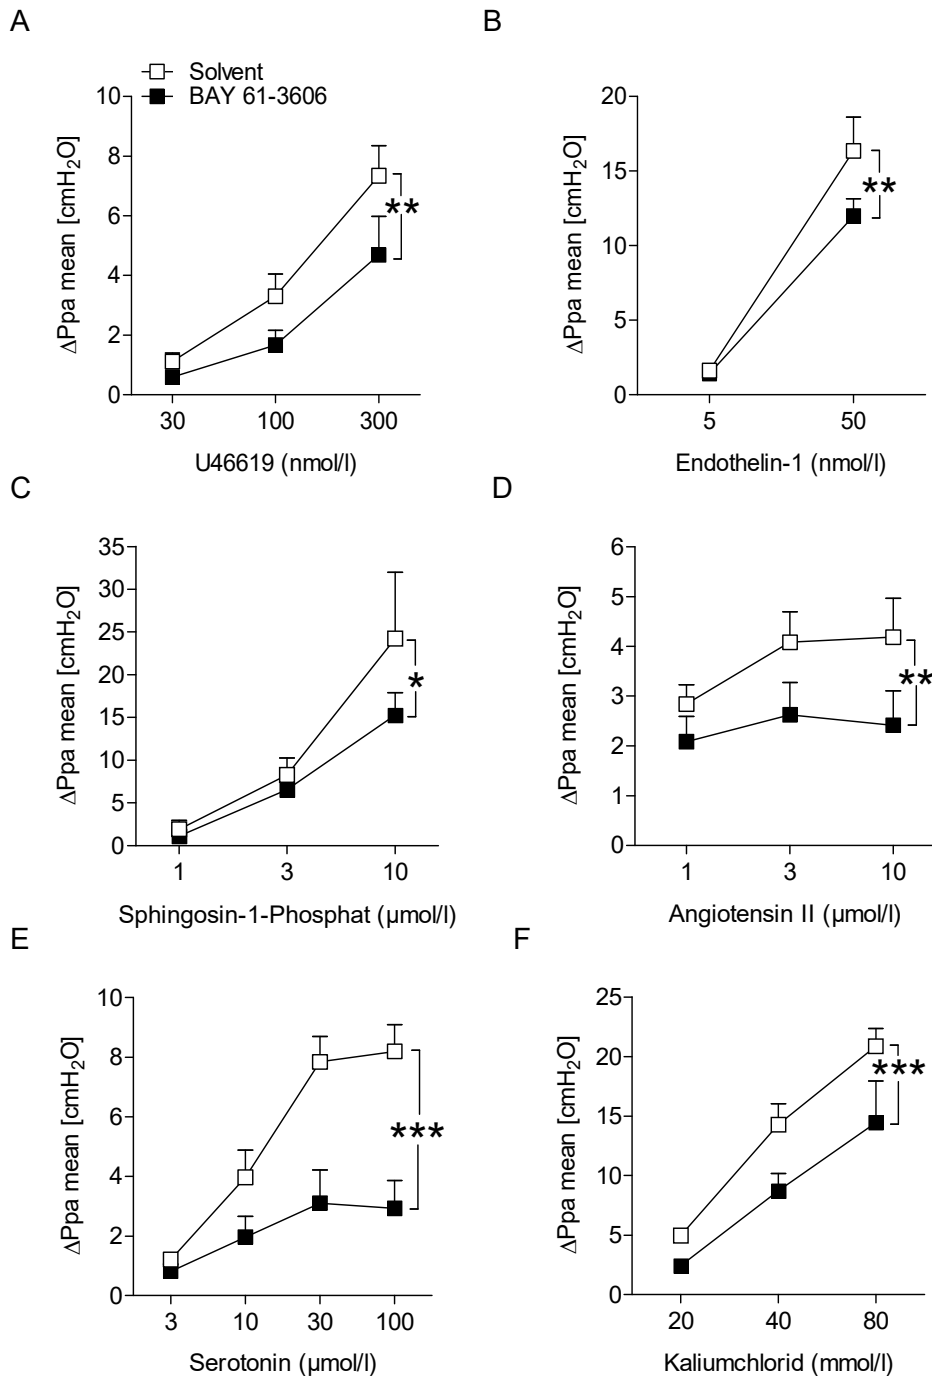 A
Solvent
BAY 61-3606
ΔPpa mean [cmH₂O]
10
8
6
4
2
0
**
30 100 300
U46619 (nmol/l)
B
ΔPpa mean [cmH₂O]
20
15
10
5
0
**
5 50
Endothelin-1 (nmol/l)
C
ΔPpa mean [cmH₂O]
35
30
25
20
15
10
5
0
*
1 3 10
Sphingosin-1-Phosphat (µmol/l)
D
ΔPpa mean [cmH₂O]
6
5
4
3
2
1
0
**
1 3 10
Angiotensin II (µmol/l)
E
ΔPpa mean [cmH₂O]
10
8
6
4
2
0
***
3 10 30 100
Serotonin (µmol/l)
F
ΔPpa mean [cmH₂O]
25
20
15
10
5
0
***
20 40 80
Kaliumchlorid (mmol/l)